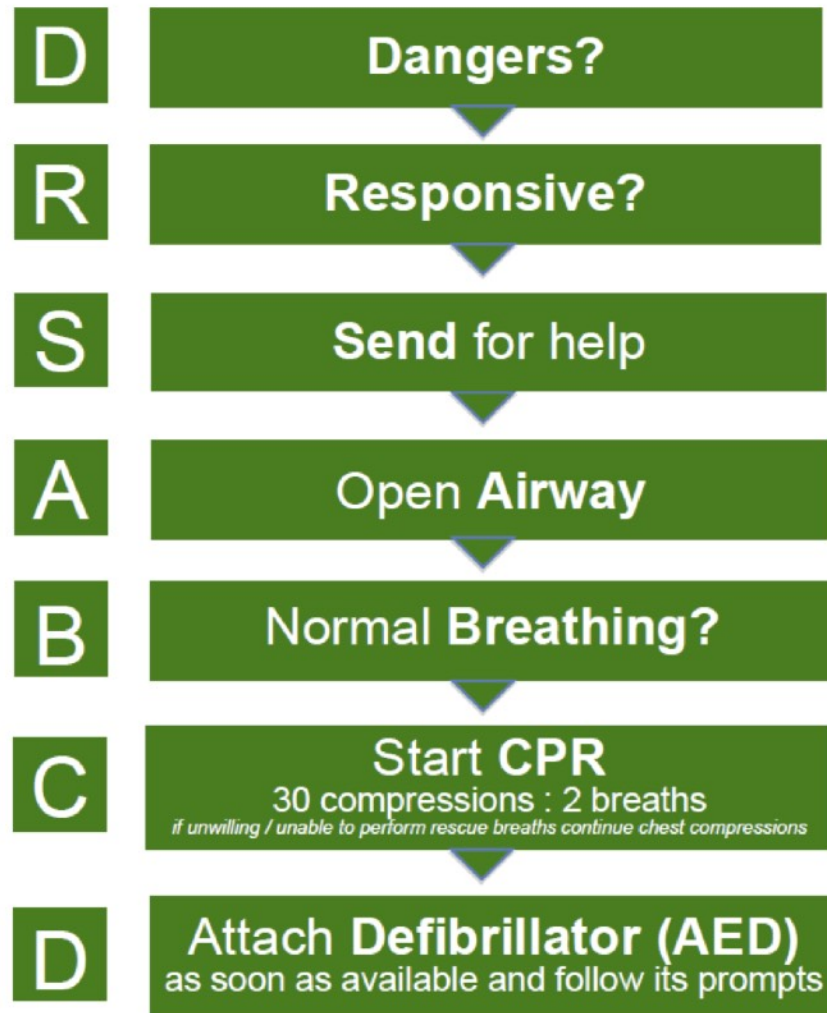 D
Dangers?
R
Responsive?
S
Send for help
A
Open Airway
B
Normal Breathing?
C
Start CPR
30 compressions : 2 breaths
if unwilling / unable to perform rescue breaths continue chest compressions
D
Attach Defibrillator (AED)
as soon as available and follow its prompts